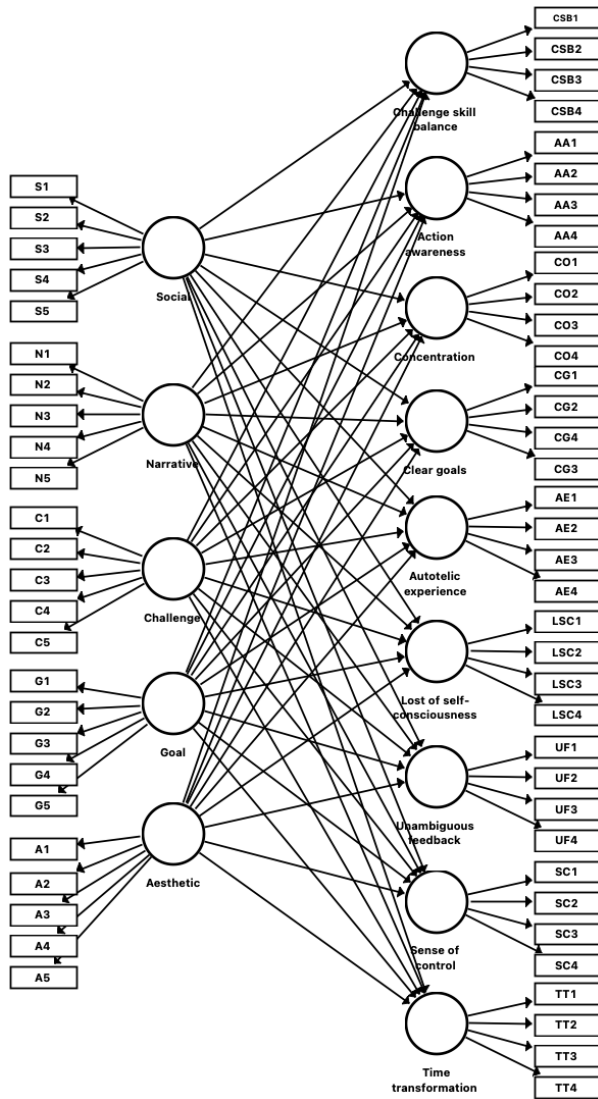 S1
S2
S3
S4
S5
Social
N1
N2
N3
N4
N5
Narrative
C1
C2
C3
C4
C5
Challenge
G1
G2
G3
G4
G5
Goal
A1
A2
A3
A4
A5
Aesthetic
Challenge skill
balance
CSB1
CSB2
CSB3
CSB4
Action
awareness
AA1
AA2
AA3
AA4
Concentration
CO1
CO2
CO3
CO4
Clear goals
CG1
CG2
CG4
CG3
Autotelic
experience
AE1
AE2
AE3
AE4
Lost of self-
consciousness
LSC1
LSC2
LSC3
LSC4
Unambiguous
feedback
UF1
UF2
UF3
UF4
Sense of
control
SC1
SC2
SC3
SC4
Time
transformation
TT1
TT2
TT3
TT4